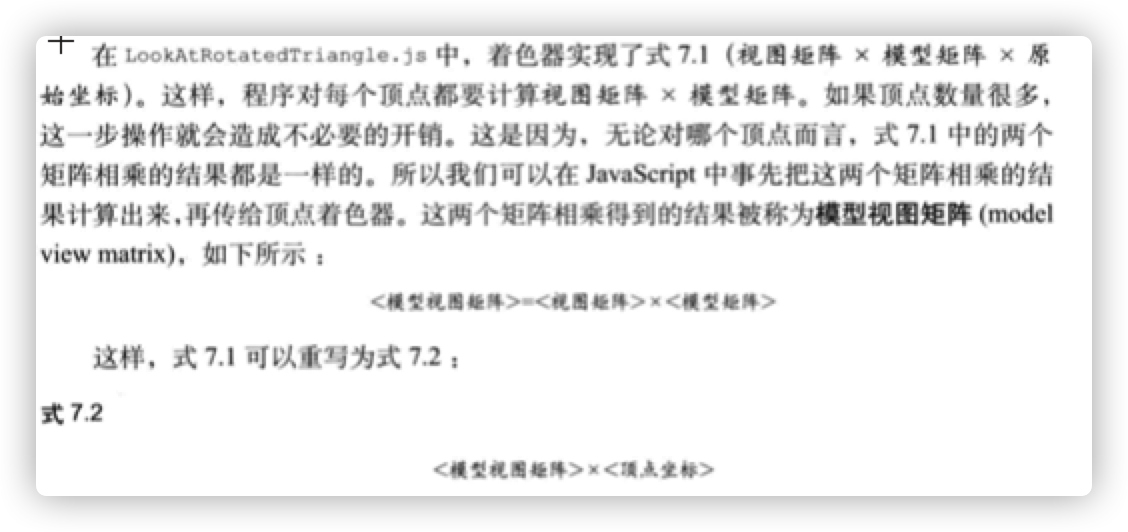 在 LookAtRotatedTriangle.js 中，着色器实现了式 7.1（视图矩阵 × 模型矩阵 × 原
始坐标）。这样，程序对每个顶点都要计算视图矩阵 × 模型矩阵。如果顶点数量很多，
这一步操作就会造成不必要的开销。这是因为，无论对哪个顶点而言，式 7.1 中的两个
矩阵相乘的结果都是一样的。所以我们可以在 JavaScript 中事先把这两个矩阵相乘的结
果计算出来，再传给顶点着色器。这两个矩阵相乘得到的结果被称为模型视图矩阵 (model
view matrix)，如下所示：
<模型视图矩阵>=<视图矩阵>×<模型矩阵>
这样，式 7.1 可以重写为式 7.2：
式 7.2
<模型视图矩阵>×<顶点坐标>